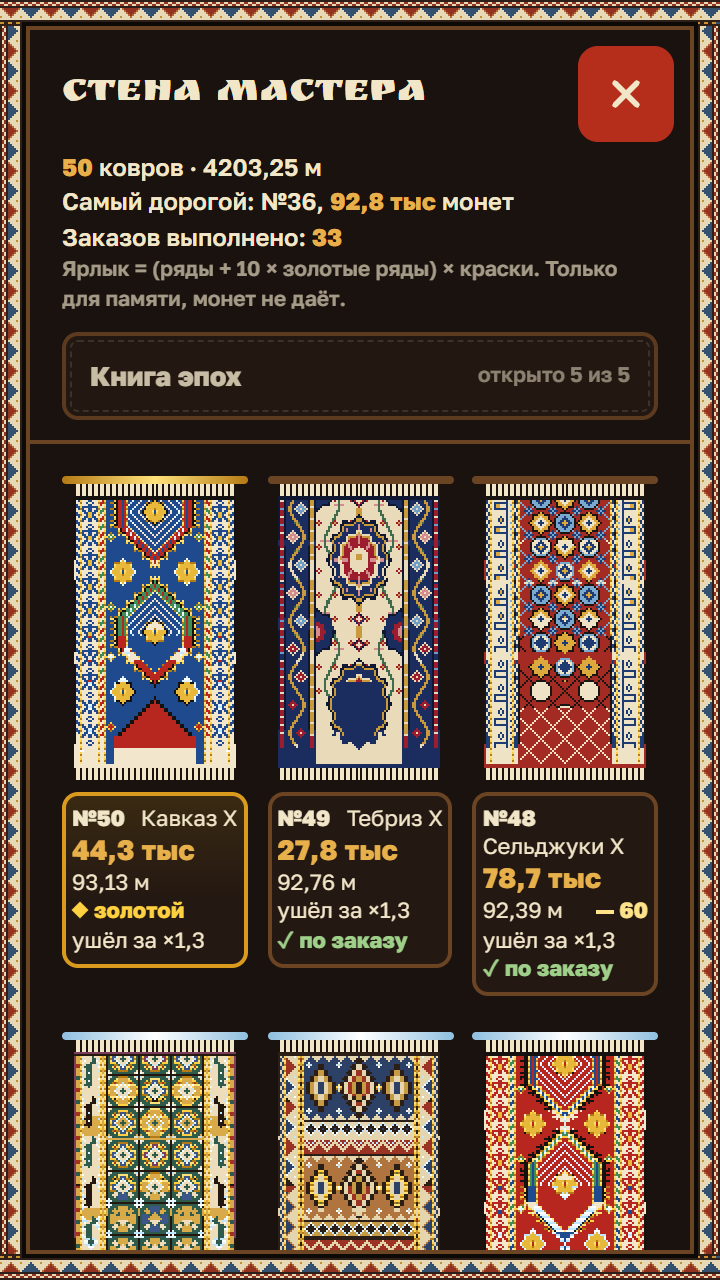 СТЕНА МАСТЕРА
50 ковров · 4203,25 м
Самый дорогой: №36, 92,8 тыс монет
Заказов выполнено: 33
Ярлык = (ряды + 10 × золотые ряды) × краски. Только
для памяти, монет не даёт.
Книга эпох открыто 5 из 5
№50 Кавказ X
44,3 тыс
93,13 м
◆ золотой
ушёл за ×1,3
№49 Тебриз X
27,8 тыс
92,76 м
ушёл за ×1,3
✓ по заказу
№48
Сельджуки X
78,7 тыс
92,39 м — 60
ушёл за ×1,3
✓ по заказу